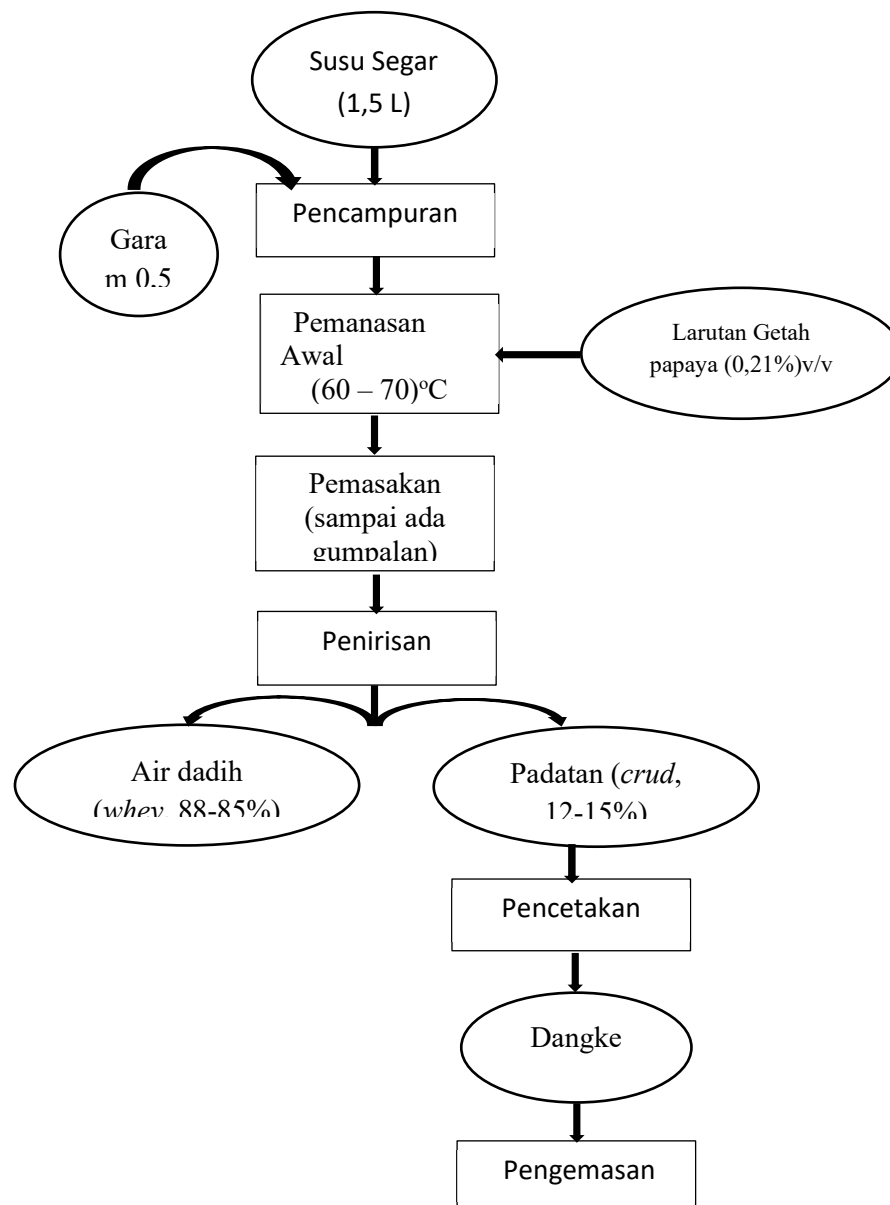 Susu Segar
(1,5 L)
Pencampuran
Gara
m 0,5
Pemanasan
Awal
(60 – 70)°C
Larutan Getah
papaya (0,21%)v/v
Pemasakan
(sampai ada
gumpalan)
Penirisan
Air dadih
(whey, 88-85%)
Padatan (crud,
12-15%)
Pencetakan
Dangke
Pengemasan